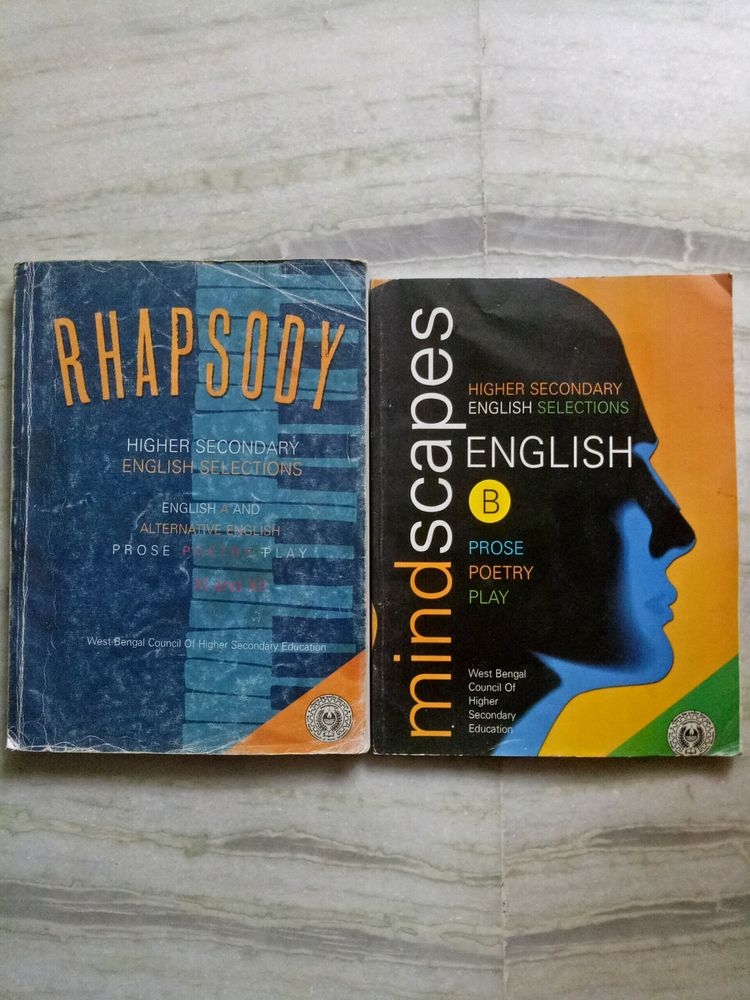 RHAPSODY
HIGHER SECONDARY
ENGLISH SELECTIONS
ENGLISH A AND
ALTERNATIVE ENGLISH
PROSE POETRY PLAY
XI and XII
West Bengal Council Of Higher Secondary Education
mindscapes
HIGHER SECONDARY
ENGLISH SELECTIONS
ENGLISH
B
PROSE
POETRY
PLAY
West Bengal
Council Of
Higher
Secondary
Education